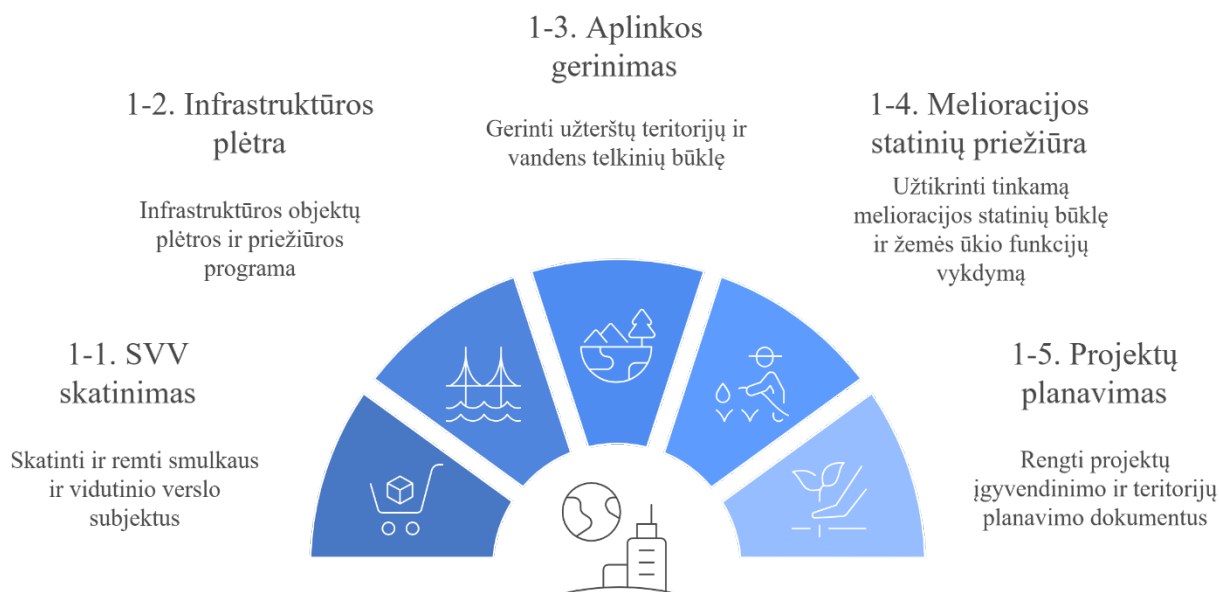 1-3. Aplinkos
gerinimas
Gerinti užterštų teritorijų ir
vandens telkinių būklę
1-2. Infrastruktūros
plėtra
Infrastruktūros objektų
plėtros ir priežiūros
programa
1-4. Melioracijos
statinių priežiūra
Užtikrinti tinkamą
melioracijos statinių būklę
ir žemės ūkio funkcijų
vykdymą
1-1. SVV
skatinimas
Skatinti ir remti smulkaus
ir vidutinio verslo
subjektus
1-5. Projektų
planavimas
Rengti projektų
įgyvendinimo ir teritorijų
planavimo dokumentus